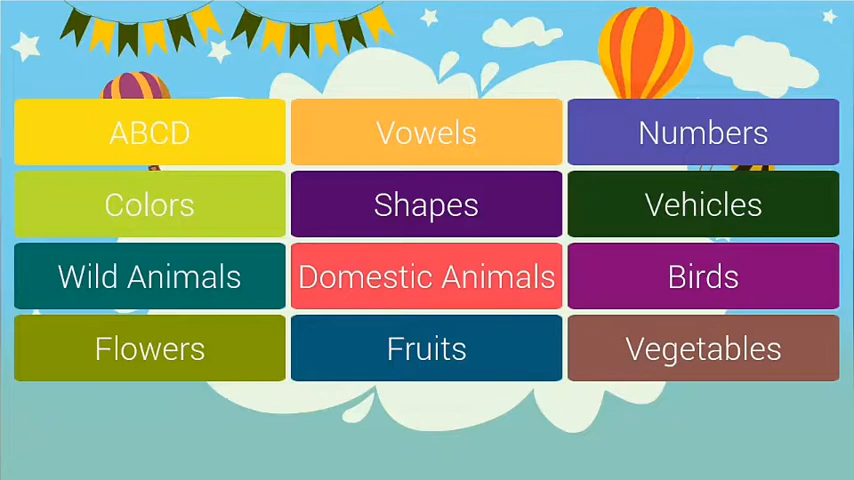 ABCD
Vowels
Numbers
Colors
Shapes
Vehicles
Wild Animals
Domestic Animals
Birds
Flowers
Fruits
Vegetables